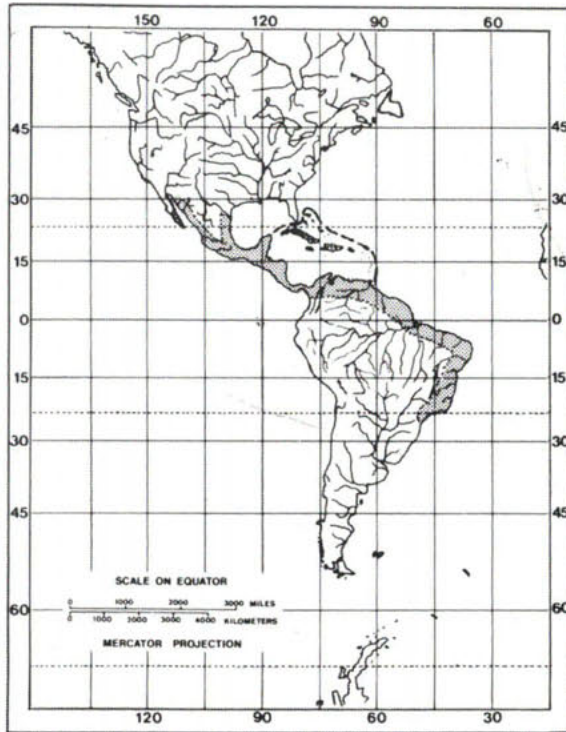 150 120 90 60
45 45
30 30
15 15
0 0
15 15
30 30
45 45
SCALE ON EQUATOR
0 1000 2000 3000 MILES
0 1000 2000 3000 4000 KILOMETERS
60 60
MERCATOR PROJECTION
120 90 60 30